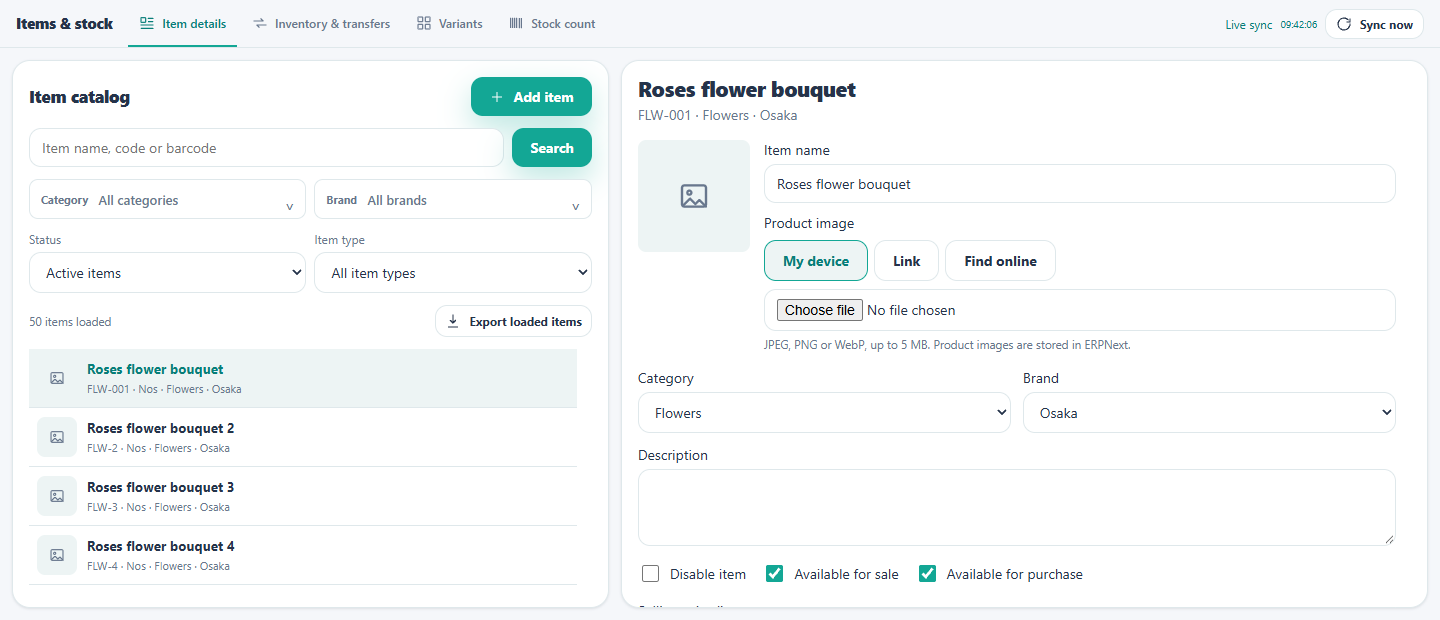 Items & stock
Item details
Inventory & transfers
Variants
Stock count
Live sync 09:42:06
Sync now
Item catalog
Add item
Item name, code or barcode
Search
Category All categories
Brand All brands
Status
Item type
Active items
All item types
50 items loaded
Export loaded items
Roses flower bouquet
FLW-001 · Nos · Flowers · Osaka
Roses flower bouquet 2
FLW-2 · Nos · Flowers · Osaka
Roses flower bouquet 3
FLW-3 · Nos · Flowers · Osaka
Roses flower bouquet 4
FLW-4 · Nos · Flowers · Osaka
Roses flower bouquet
FLW-001 · Flowers · Osaka
Item name
Roses flower bouquet
Product image
My device
Link
Find online
Choose file No file chosen
JPEG, PNG or WebP, up to 5 MB. Product images are stored in ERPNext.
Category
Brand
Flowers
Osaka
Description
Disable item
Available for sale
Available for purchase